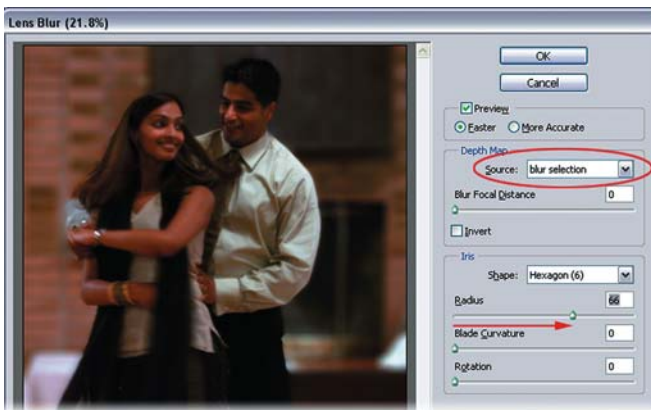 Lens Blur (21.8%)
OK
Cancel
Preview
Faster More Accurate
Depth Map
Source: blur selection
Blur Focal Distance 0
Invert
Iris
Shape: Hexagon (6)
Radius 66
Blade Curvature 0
Rotation 0